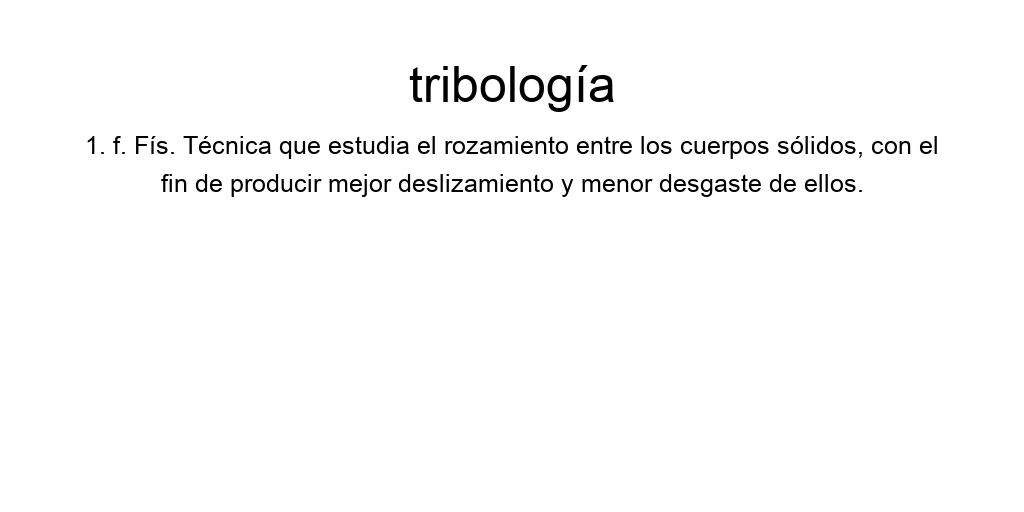 tribología
1. f. Fís. Técnica que estudia el rozamiento entre los cuerpos sólidos, con el
fin de producir mejor deslizamiento y menor desgaste de ellos.